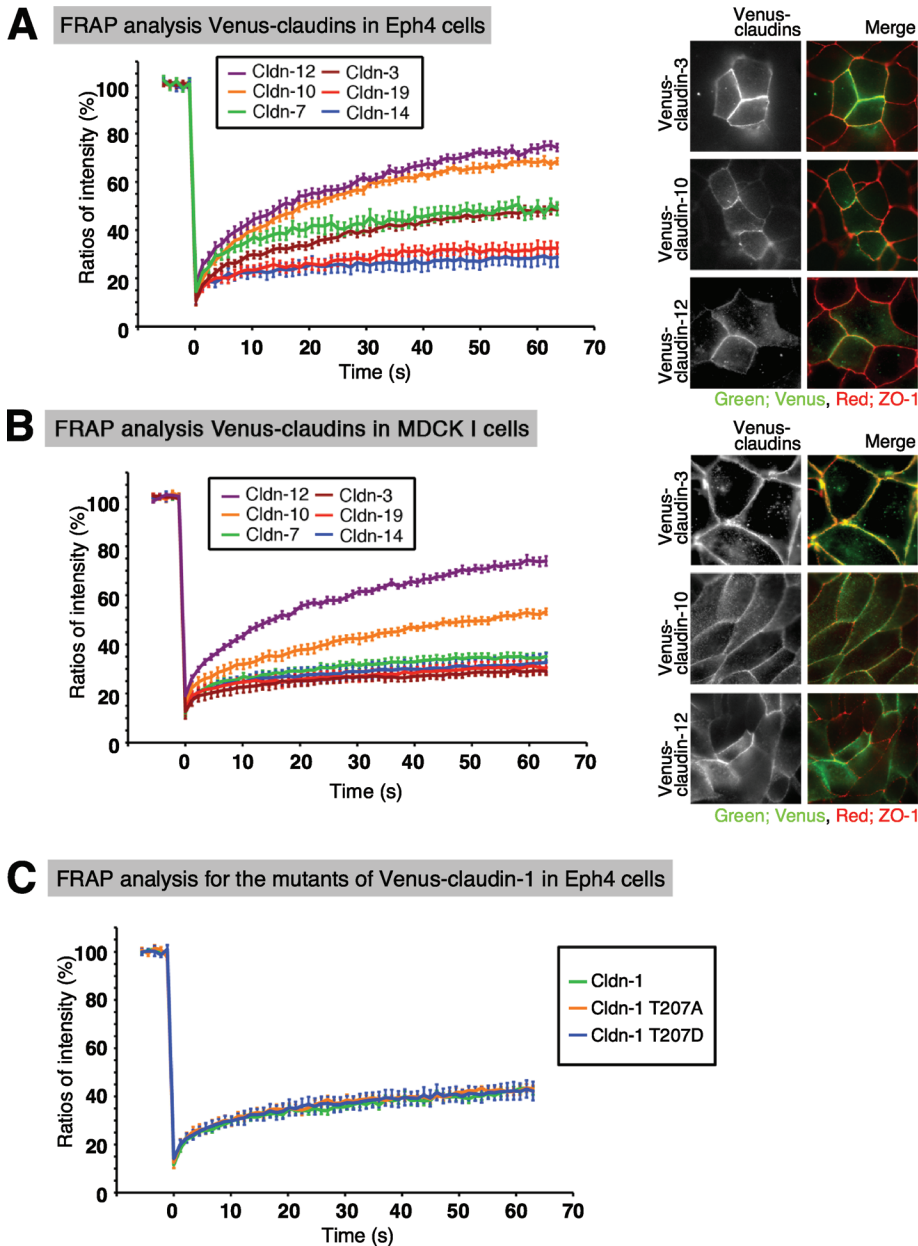 A
FRAP analysis Venus-claudins in Eph4 cells
Ratios of intensity (%)
100
80
60
40
20
0
Cldn-12
Cldn-3
Cldn-10
Cldn-19
Cldn-7
Cldn-14
0 10 20 30 40 50 60 70
Time (s)
Venus-
claudins
Merge
Venus-
claudin-3
Venus-
claudin-10
Venus-
claudin-12
Green; Venus, Red; ZO-1
B
FRAP analysis Venus-claudins in MDCK I cells
Ratios of intensity (%)
100
80
60
40
20
0
Cldn-12
Cldn-3
Cldn-10
Cldn-19
Cldn-7
Cldn-14
0 10 20 30 40 50 60 70
Time (s)
Venus-
claudins
Merge
Venus-
claudin-3
Venus-
claudin-10
Venus-
claudin-12
Green; Venus, Red; ZO-1
C
FRAP analysis for the mutants of Venus-claudin-1 in Eph4 cells
Ratios of intensity (%)
100
80
60
40
20
0
Cldn-1
Cldn-1 T207A
Cldn-1 T207D
0 10 20 30 40 50 60 70
Time (s)